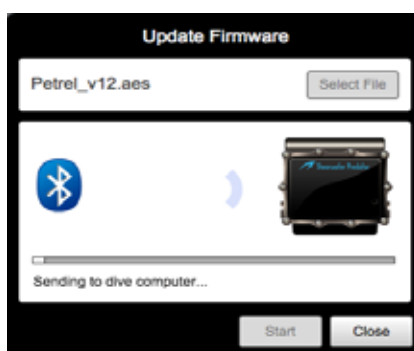 Update Firmware
Petrel_v12.aes
Select File
Sending to dive computer...
Start
Close